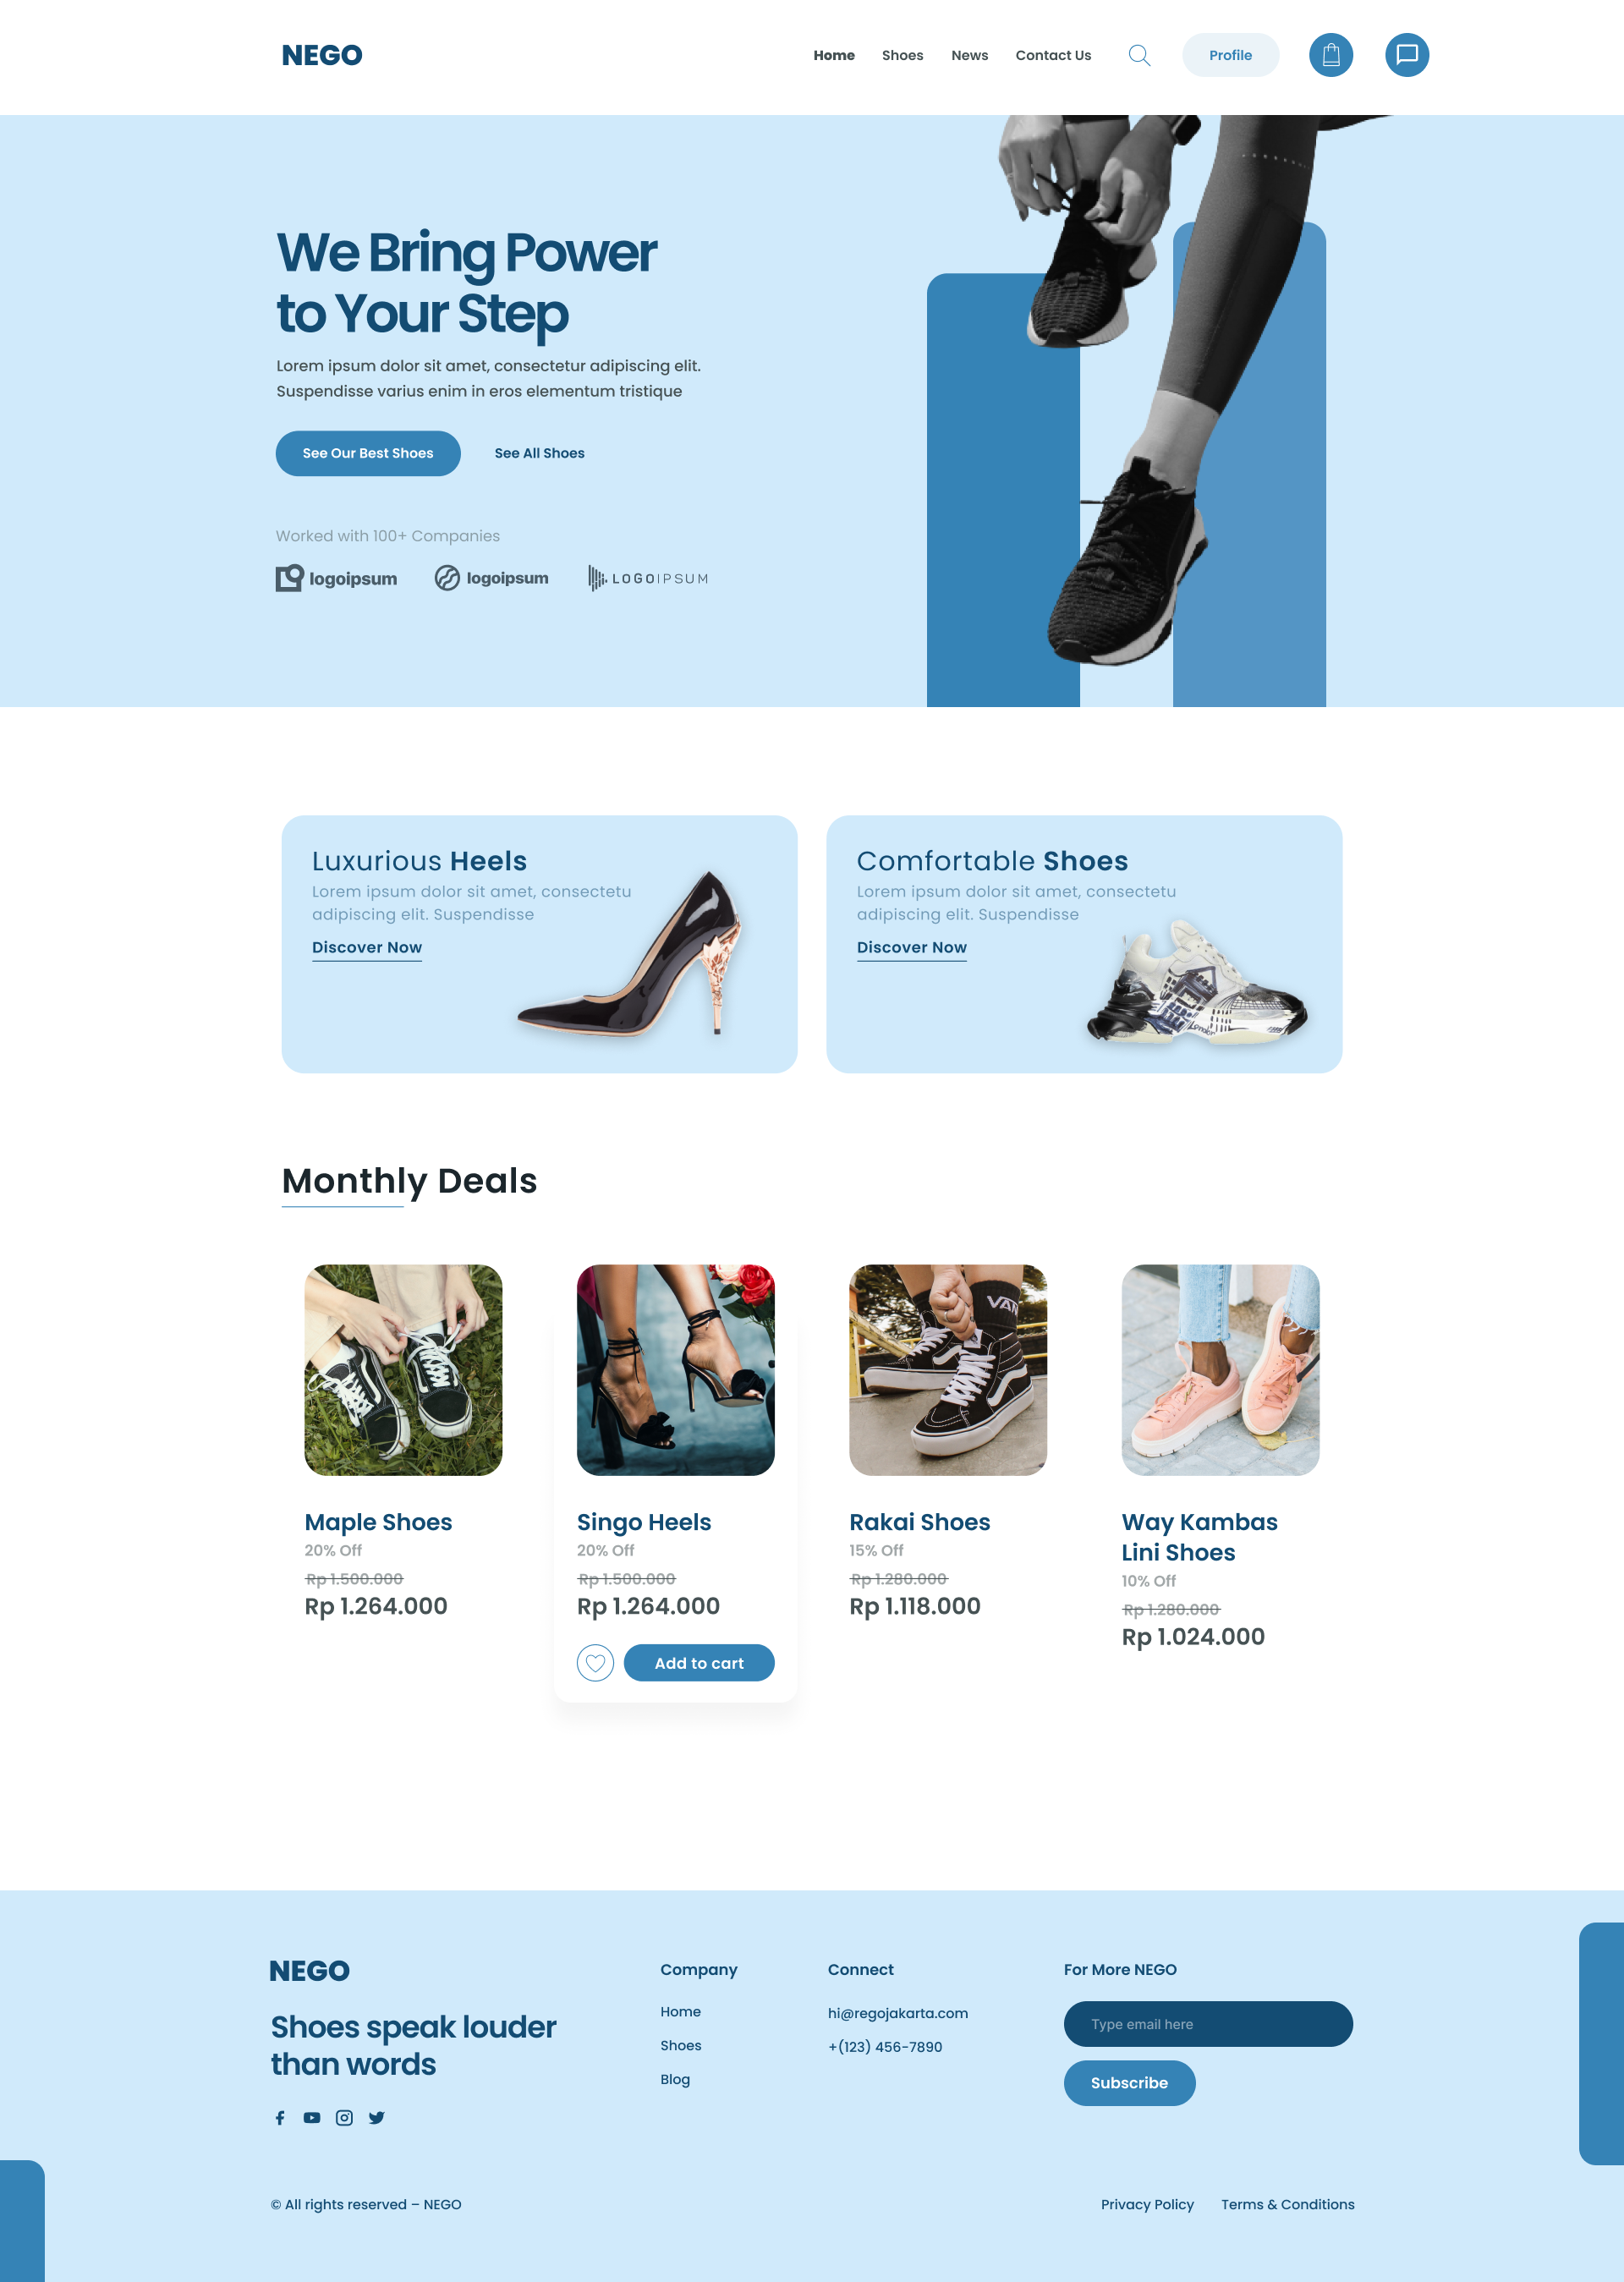 NEGO
Home Shoes News Contact Us Profile
We Bring Power
to Your Step
Lorem ipsum dolor sit amet, consectetur adipiscing elit.
Suspendisse varius enim in eros elementum tristique
See Our Best Shoes See All Shoes
Worked with 100+ Companies
logoipsum logoipsum LOGOIPSUM
Luxurious Heels
Lorem ipsum dolor sit amet, consectetu
adipiscing elit. Suspendisse
Discover Now
Comfortable Shoes
Lorem ipsum dolor sit amet, consectetu
adipiscing elit. Suspendisse
Discover Now
London
Monthly Deals
VAN
Maple Shoes
20% Off
Rp 1.500.000
Rp 1.264.000
Singo Heels
20% Off
Rp 1.500.000
Rp 1.264.000
Add to cart
Rakai Shoes
15% Off
Rp 1.280.000
Rp 1.118.000
Way Kambas
Lini Shoes
10% Off
Rp 1.280.000
Rp 1.024.000
NEGO
Shoes speak louder
than words
Company
Home
Shoes
Blog
Connect
hi@regojakarta.com
+(123) 456-7890
For More NEGO
Type email here
Subscribe
© All rights reserved – NEGO
Privacy Policy Terms & Conditions